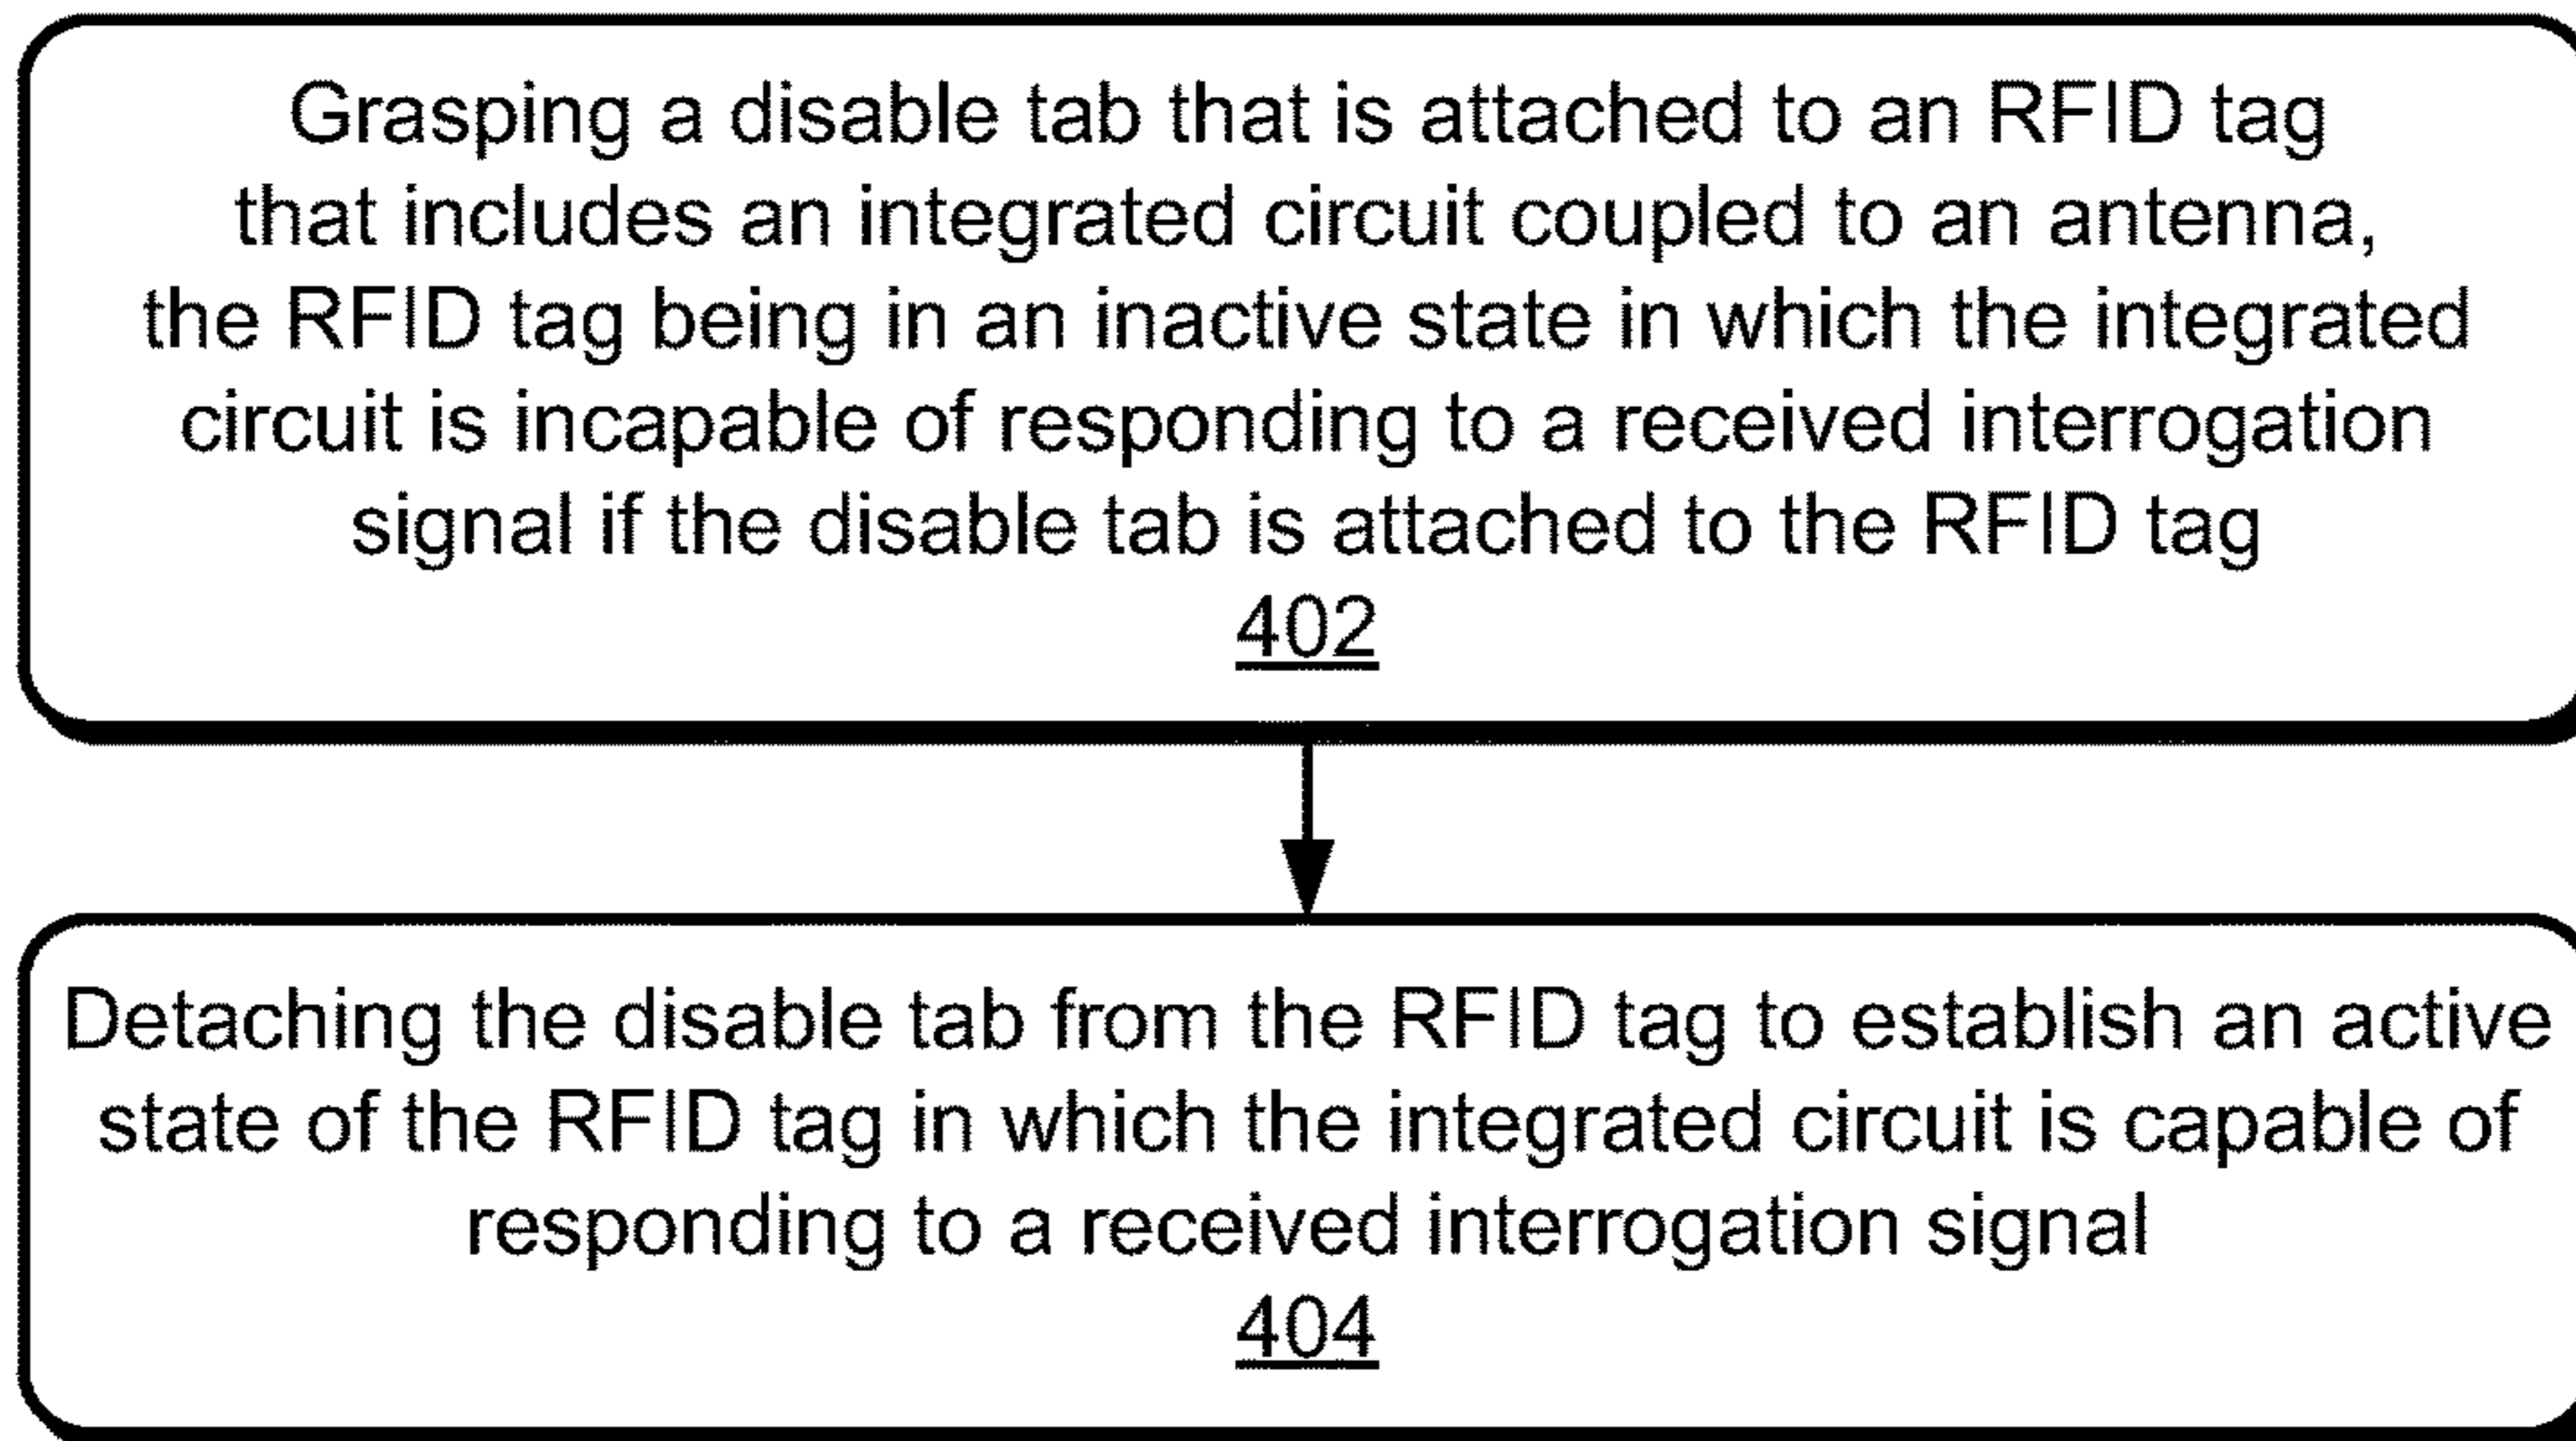 Grasping a disable tab that is attached to an RFID tag
that includes an integrated circuit coupled to an antenna,
the RFID tag being in an inactive state in which the integrated
circuit is incapable of responding to a received interrogation
signal if the disable tab is attached to the RFID tag
402
Detaching the disable tab from the RFID tag to establish an active
state of the RFID tag in which the integrated circuit is capable of
responding to a received interrogation signal
404